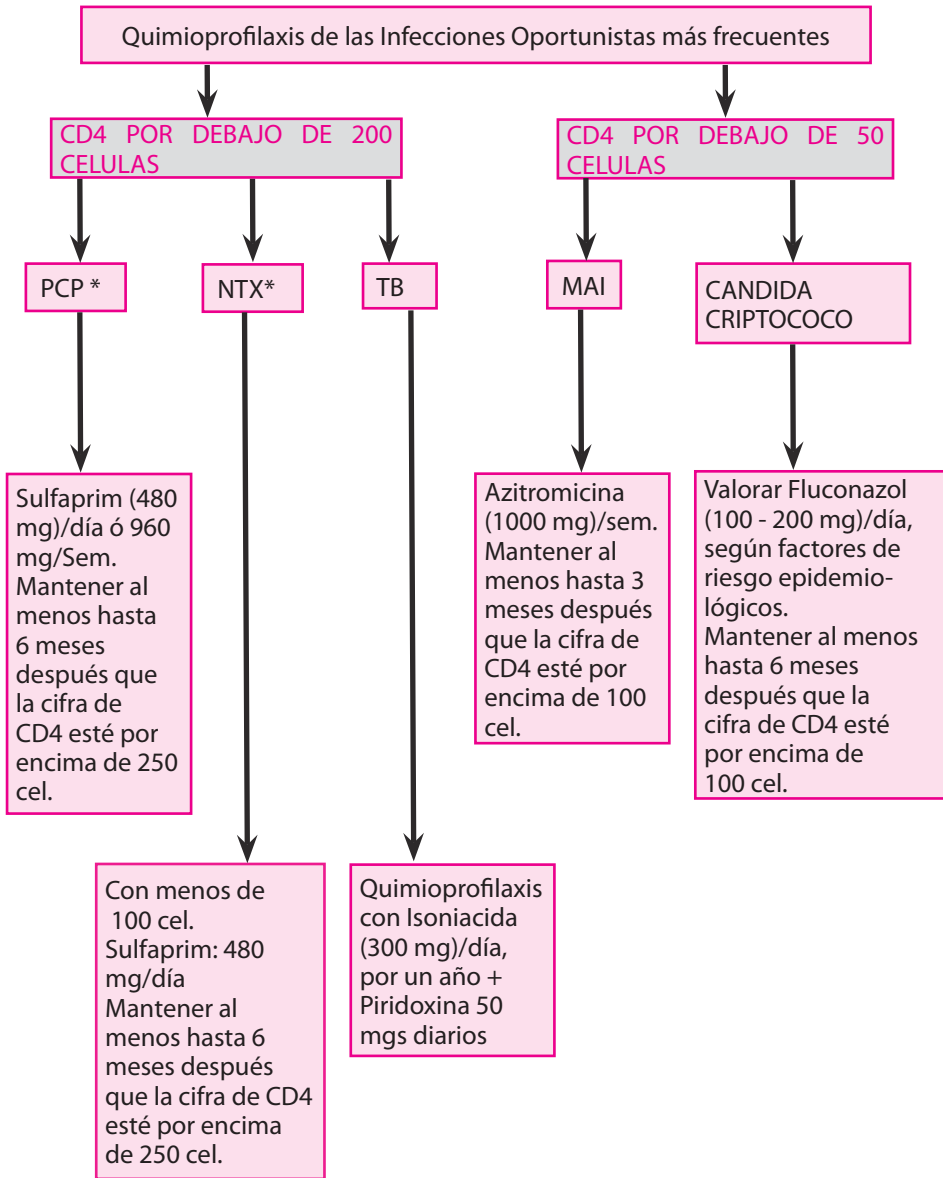 Quimioprofilaxis de las Infecciones Oportunistas más frecuentes
CD4 POR DEBAJO DE 200
CELULAS
CD4 POR DEBAJO DE 50
CELULAS
PCP *
NTX*
TB
MAI
CANDIDA
CRIPTOCOCO
Sulfaprim (480
mg)/día ó 960
mg/Sem.
Mantener al
menos hasta
6 meses
después que
la cifra de
CD4 esté por
encima de 250
cel.
Azitromicina
(1000 mg)/sem.
Mantener al
menos hasta 3
meses después
que la cifra de
CD4 esté por
encima de 100
cel.
Valorar Fluconazol
(100 - 200 mg)/día,
según factores de
riesgo epidemio-
lógicos.
Mantener al menos
hasta 6 meses
después que la
cifra de CD4 esté
por encima de
100 cel.
Con menos de
100 cel.
Sulfaprim: 480
mg/día
Mantener al
menos hasta 6
meses después
que la cifra de CD4
esté por encima
de 250 cel.
Quimioprofilaxis
con Isoniacida
(300 mg)/día,
por un año +
Piridoxina 50
mgs diarios